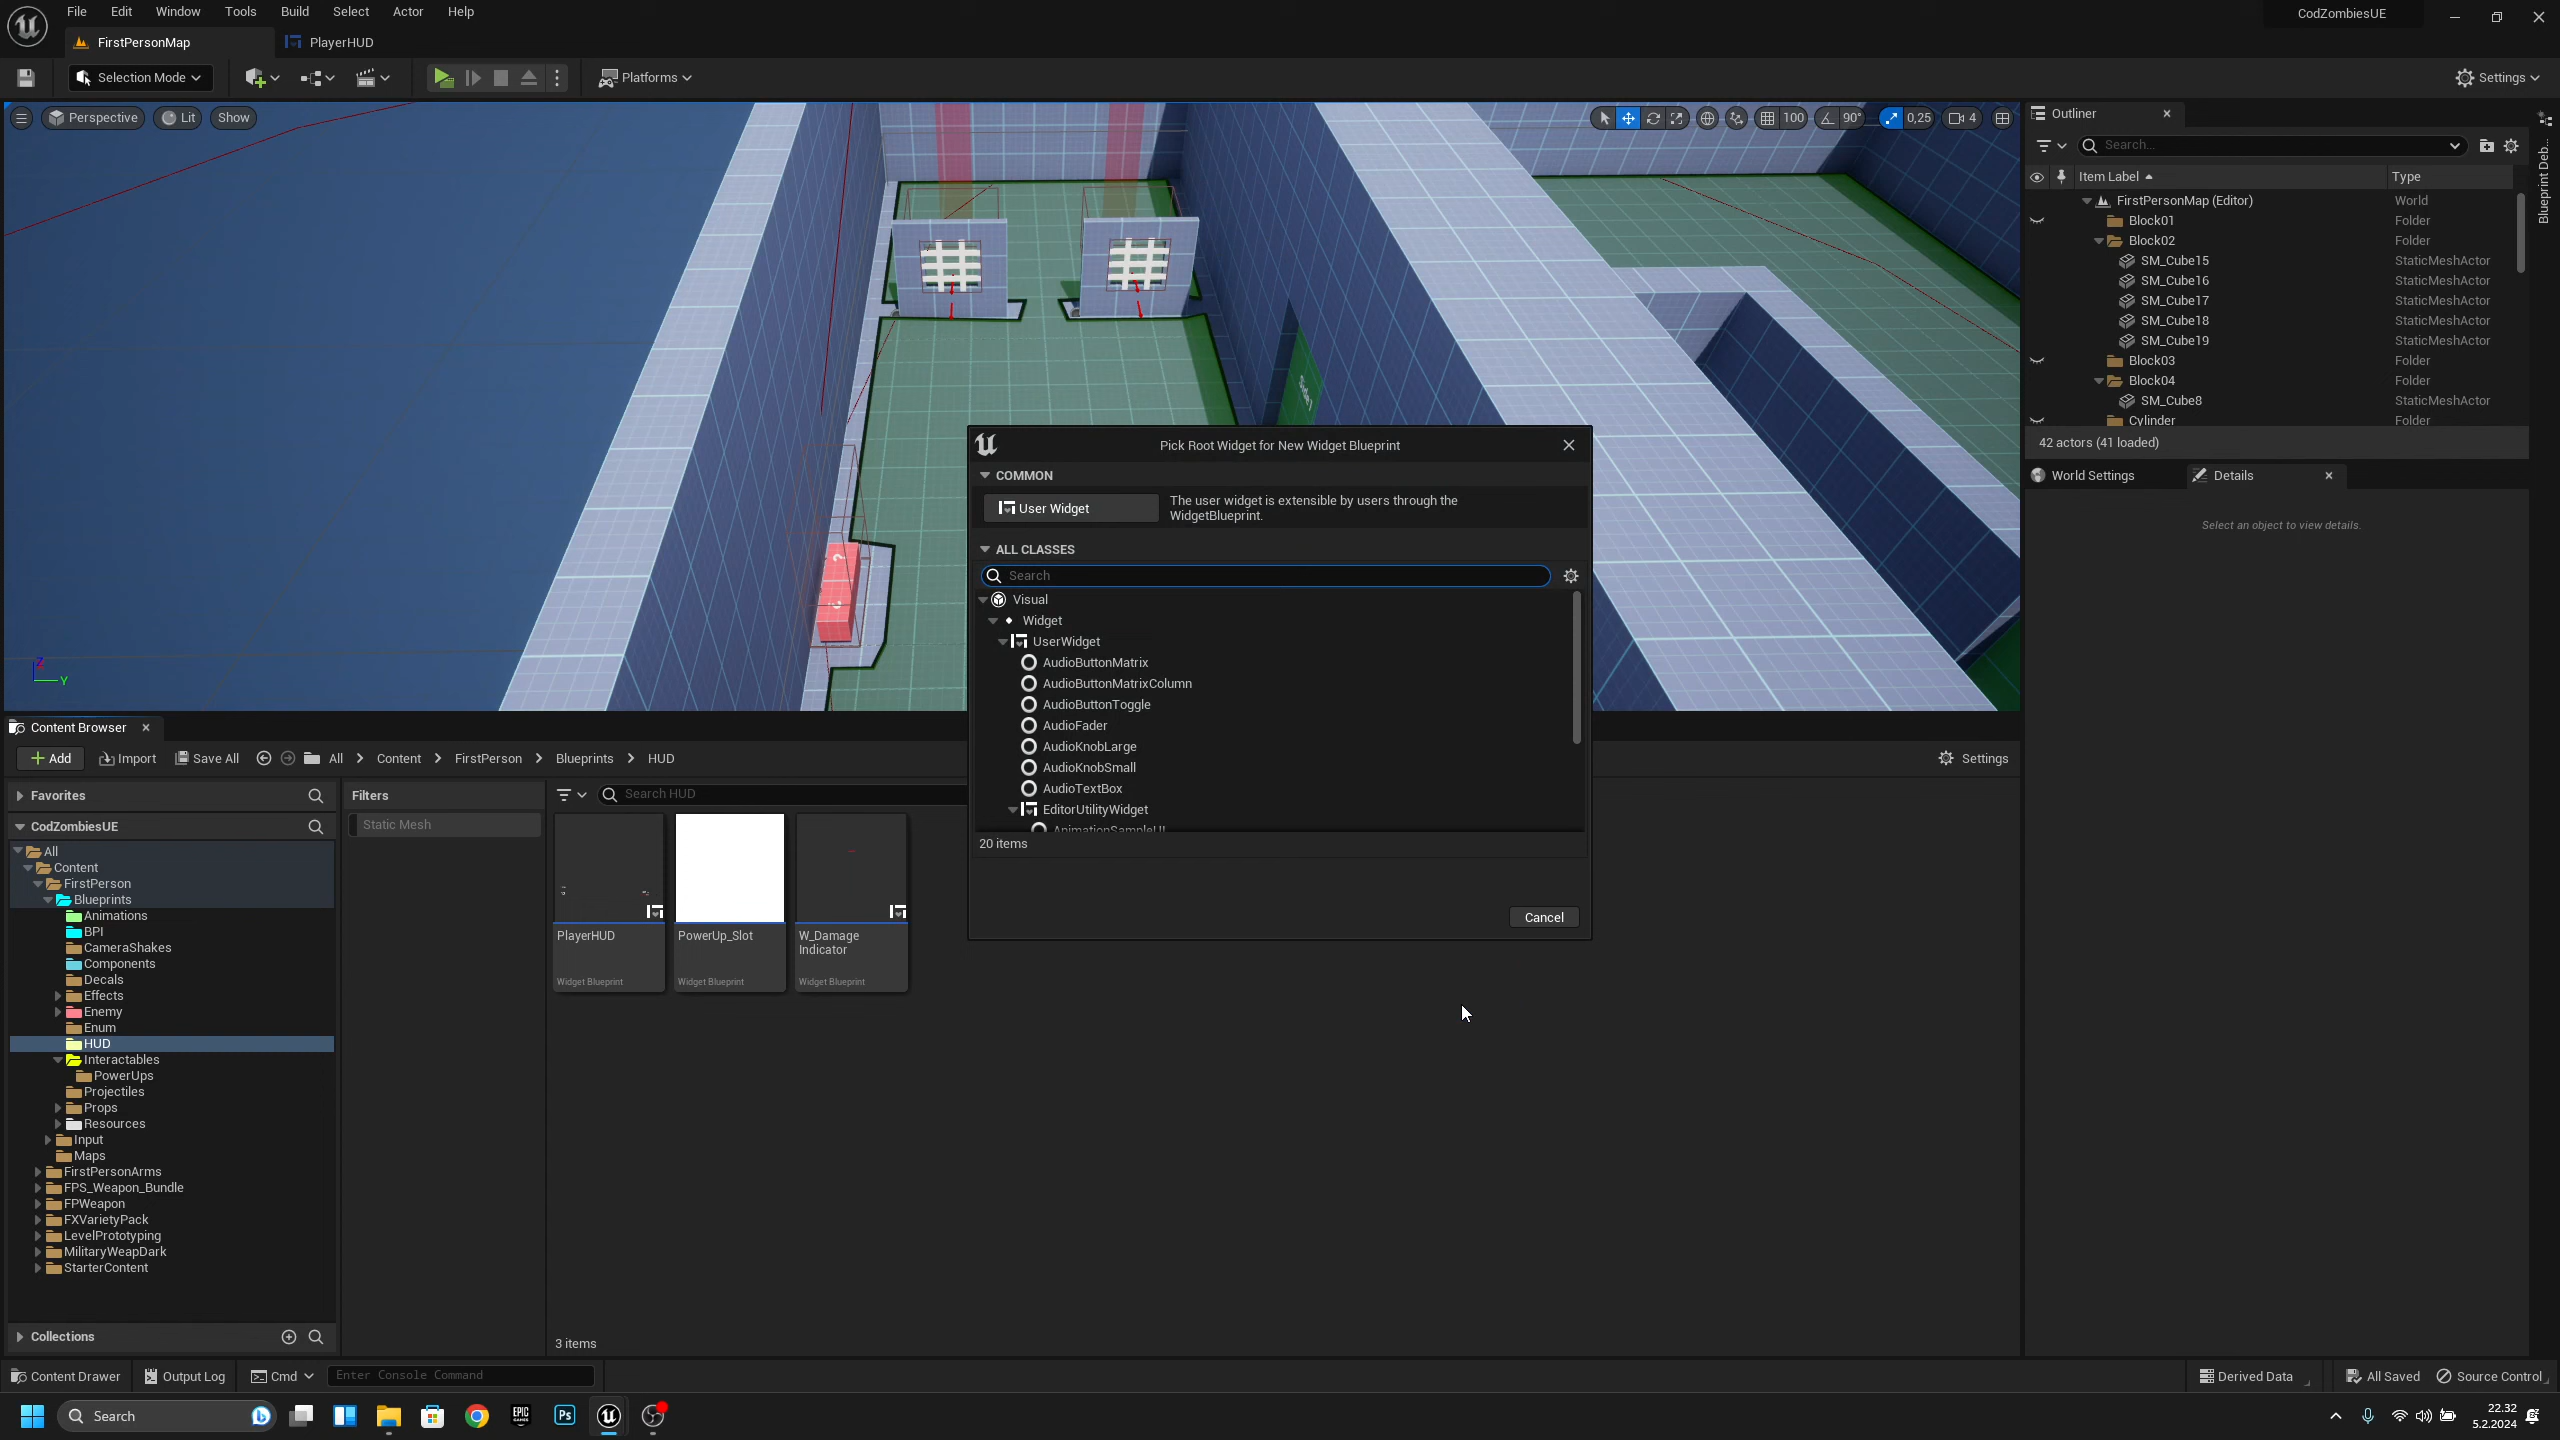 File Edit Window Tools Build Select Actor Help
CodZombiesUE
FirstPersonMap
PlayerHUD
Selection Mode
Platforms
Settings
Perspective
Lit
Show
100
90°
0,25
4
Outliner
Search...
Item Label
Type
FirstPersonMap (Editor) World
Block01 Folder
Block02 Folder
SM_Cube15 StaticMeshActor
SM_Cube16 StaticMeshActor
SM_Cube17 StaticMeshActor
SM_Cube18 StaticMeshActor
SM_Cube19 StaticMeshActor
Block03 Folder
Block04 Folder
SM_Cube8 StaticMeshActor
Cylinder Folder
42 actors (41 loaded)
Blueprint Deb...
World Settings
Details
Select an object to view details.
Pick Root Widget for New Widget Blueprint
COMMON
User Widget
The user widget is extensible by users through the
WidgetBlueprint.
ALL CLASSES
Search
Visual
Widget
UserWidget
AudioButtonMatrix
AudioButtonMatrixColumn
AudioButtonToggle
AudioFader
AudioKnobLarge
AudioKnobSmall
AudioTextBox
EditorUtilityWidget
AnimationSampleUI
20 items
Cancel
Content Browser
Add
Import
Save All
All
Content
FirstPerson
Blueprints
HUD
Settings
Favorites
Filters
Search HUD
CodZombiesUE
Static Mesh
All
Content
FirstPerson
Blueprints
Animations
BPI
CameraShakes
Components
Decals
Effects
Enemy
Enum
HUD
Interactables
PowerUps
Projectiles
Props
Resources
Input
Maps
FirstPersonArms
FPS_Weapon_Bundle
FPWeapon
FXVarietyPack
LevelPrototyping
MilitaryWeapDark
StarterContent
Collections
PlayerHUD
Widget Blueprint
PowerUp_Slot
Widget Blueprint
W_Damage
Indicator
Widget Blueprint
3 items
Content Drawer
Output Log
Cmd
Enter Console Command
Derived Data
All Saved
Source Control
Search
EPIC
GAMES
Ps
22.32
5.2.2024